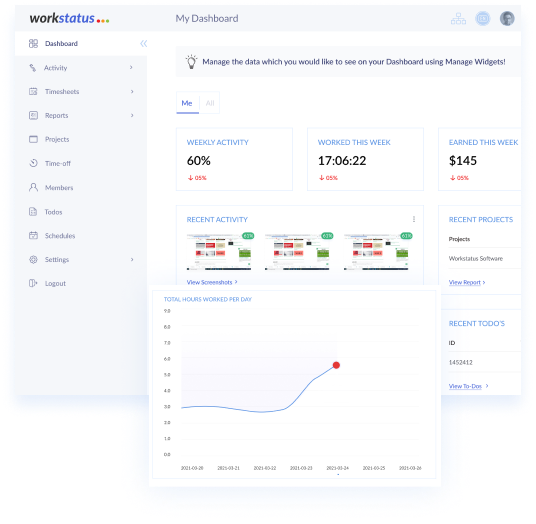 workstatus
My Dashboard
Dashboard
Activity
Timesheets
Reports
Projects
Time-off
Members
Todos
Schedules
Settings
Logout
Manage the data which you would like to see on your Dashboard using Manage Widgets!
Me
All
WEEKLY ACTIVITY
60%
05%
WORKED THIS WEEK
17:06:22
05%
EARNED THIS WEEK
$145
05%
RECENT ACTIVITY
61%
61%
61%
View Screenshots >
RECENT PROJECTS
Projects
Workstatus Software
View Report >
RECENT TODO'S
ID
1452412
View To-Dos >
TOTAL HOURS WORKED PER DAY
9.0
8.0
7.0
6.0
5.0
4.0
3.0
2.0
1.0
0.0
2021-03-20 2021-03-21 2021-03-22 2021-03-23 2021-03-24 2021-03-25 2021-03-26